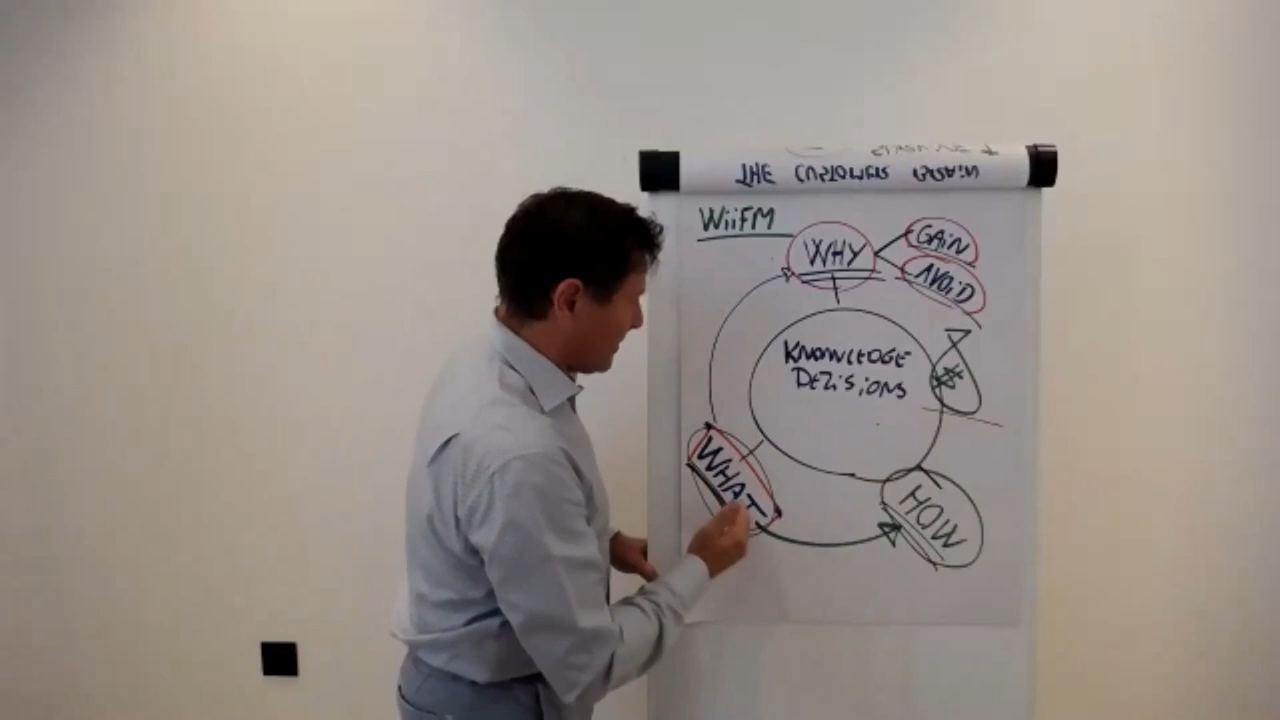 THE CUSTOMERS BRAIN
WiiFM
WHY
GAiN
AVOiD
KNOWLEDGE
DEZiSiONS
$
WHAT
HOW